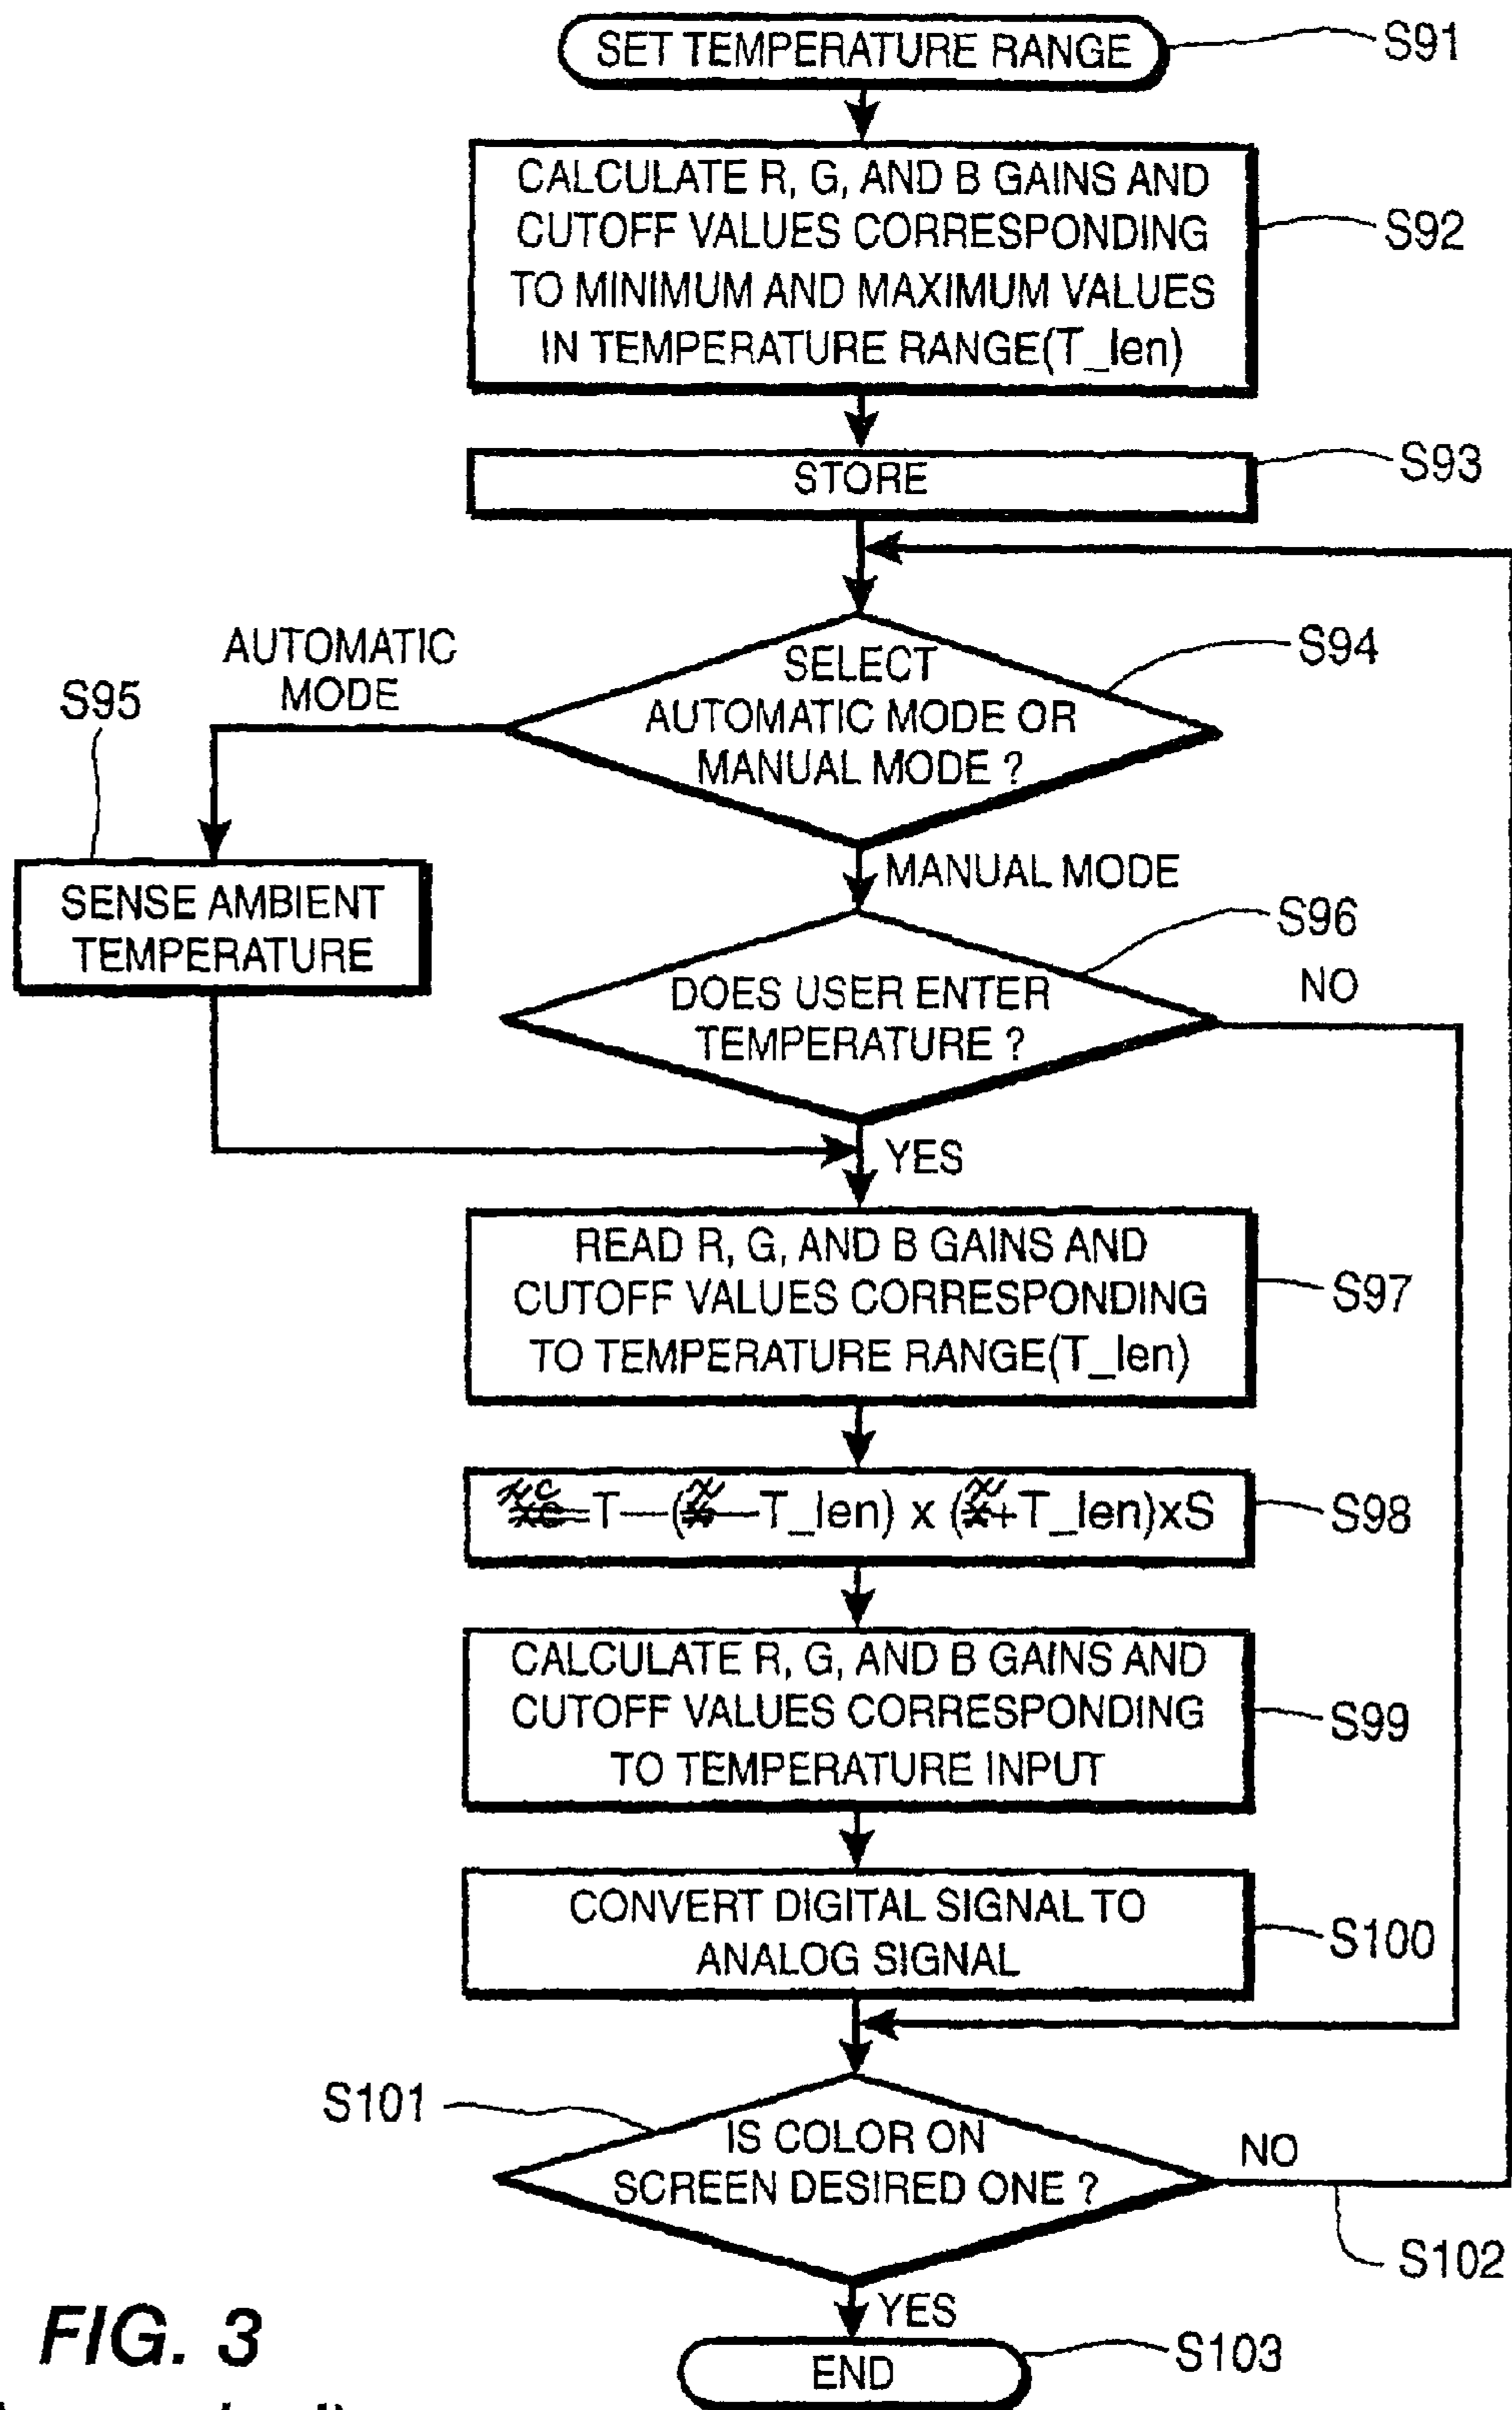 SET TEMPERATURE RANGE
S91
CALCULATE R, G, AND B GAINS AND
CUTOFF VALUES CORRESPONDING
TO MINIMUM AND MAXIMUM VALUES
IN TEMPERATURE RANGE(T_len)
S92
STORE
S93
SELECT
AUTOMATIC MODE OR
MANUAL MODE ?
S94
AUTOMATIC
MODE
S95
SENSE AMBIENT
TEMPERATURE
MANUAL MODE
DOES USER ENTER
TEMPERATURE ?
S96
NO
YES
READ R, G, AND B GAINS AND
CUTOFF VALUES CORRESPONDING
TO TEMPERATURE RANGE(T_len)
S97
=T—(x—T_len) x (x+T_len)xS
S98
CALCULATE R, G, AND B GAINS AND
CUTOFF VALUES CORRESPONDING
TO TEMPERATURE INPUT
S99
CONVERT DIGITAL SIGNAL TO
ANALOG SIGNAL
S100
S101
IS COLOR ON
SCREEN DESIRED ONE ?
NO
S102
YES
END
S103
FIG. 3